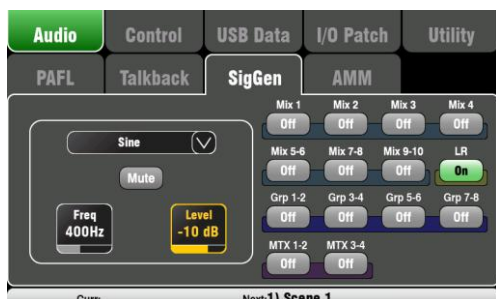 Audio Control USB Data I/O Patch Utility
PAFL Talkback SigGen AMM
Sine
Mute
Freq
400Hz
Level
-10 dB
Mix 1 Mix 2 Mix 3 Mix 4
Off Off Off Off
Mix 5-6 Mix 7-8 Mix 9-10 LR
Off Off Off On
Grp 1-2 Grp 3-4 Grp 5-6 Grp 7-8
Off Off Off Off
MTX 1-2 MTX 3-4
Off Off
Next:1) Scene 1